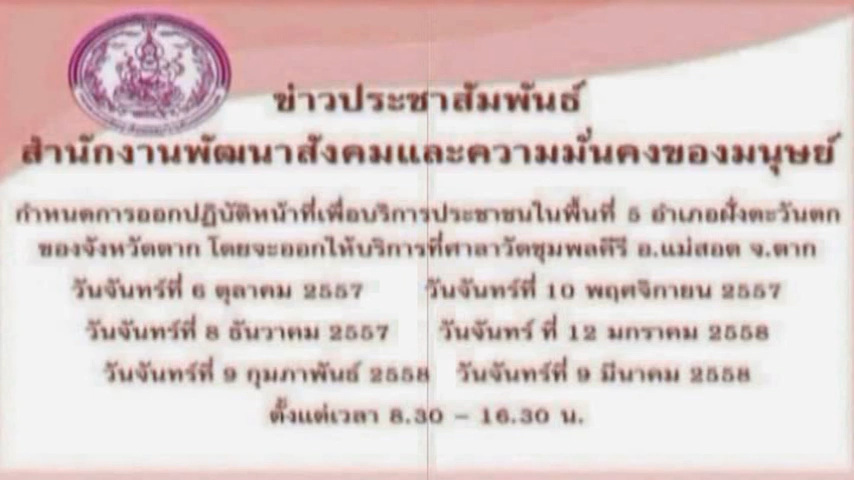 ข่าวประชาสัมพันธ์
สำนักงานพัฒนาสังคมและความมั่นคงของมนุษย์
กำหนดการออกปฏิบัติหน้าที่เพื่อบริการประชาชนในพื้นที่ 5 อำเภอฝั่งตะวันตก
ของจังหวัดตาก โดยจะออกให้บริการที่ศาลาวัดชุมพลคีรี อ.แม่สอด จ.ตาก
วันจันทร์ที่ 6 ตุลาคม 2557 วันจันทร์ที่ 10 พฤศจิกายน 2557
วันจันทร์ที่ 8 ธันวาคม 2557 วันจันทร์ ที่ 12 มกราคม 2558
วันจันทร์ที่ 9 กุมภาพันธ์ 2558 วันจันทร์ที่ 9 มีนาคม 2558
ตั้งแต่เวลา 8.30 – 16.30 น.